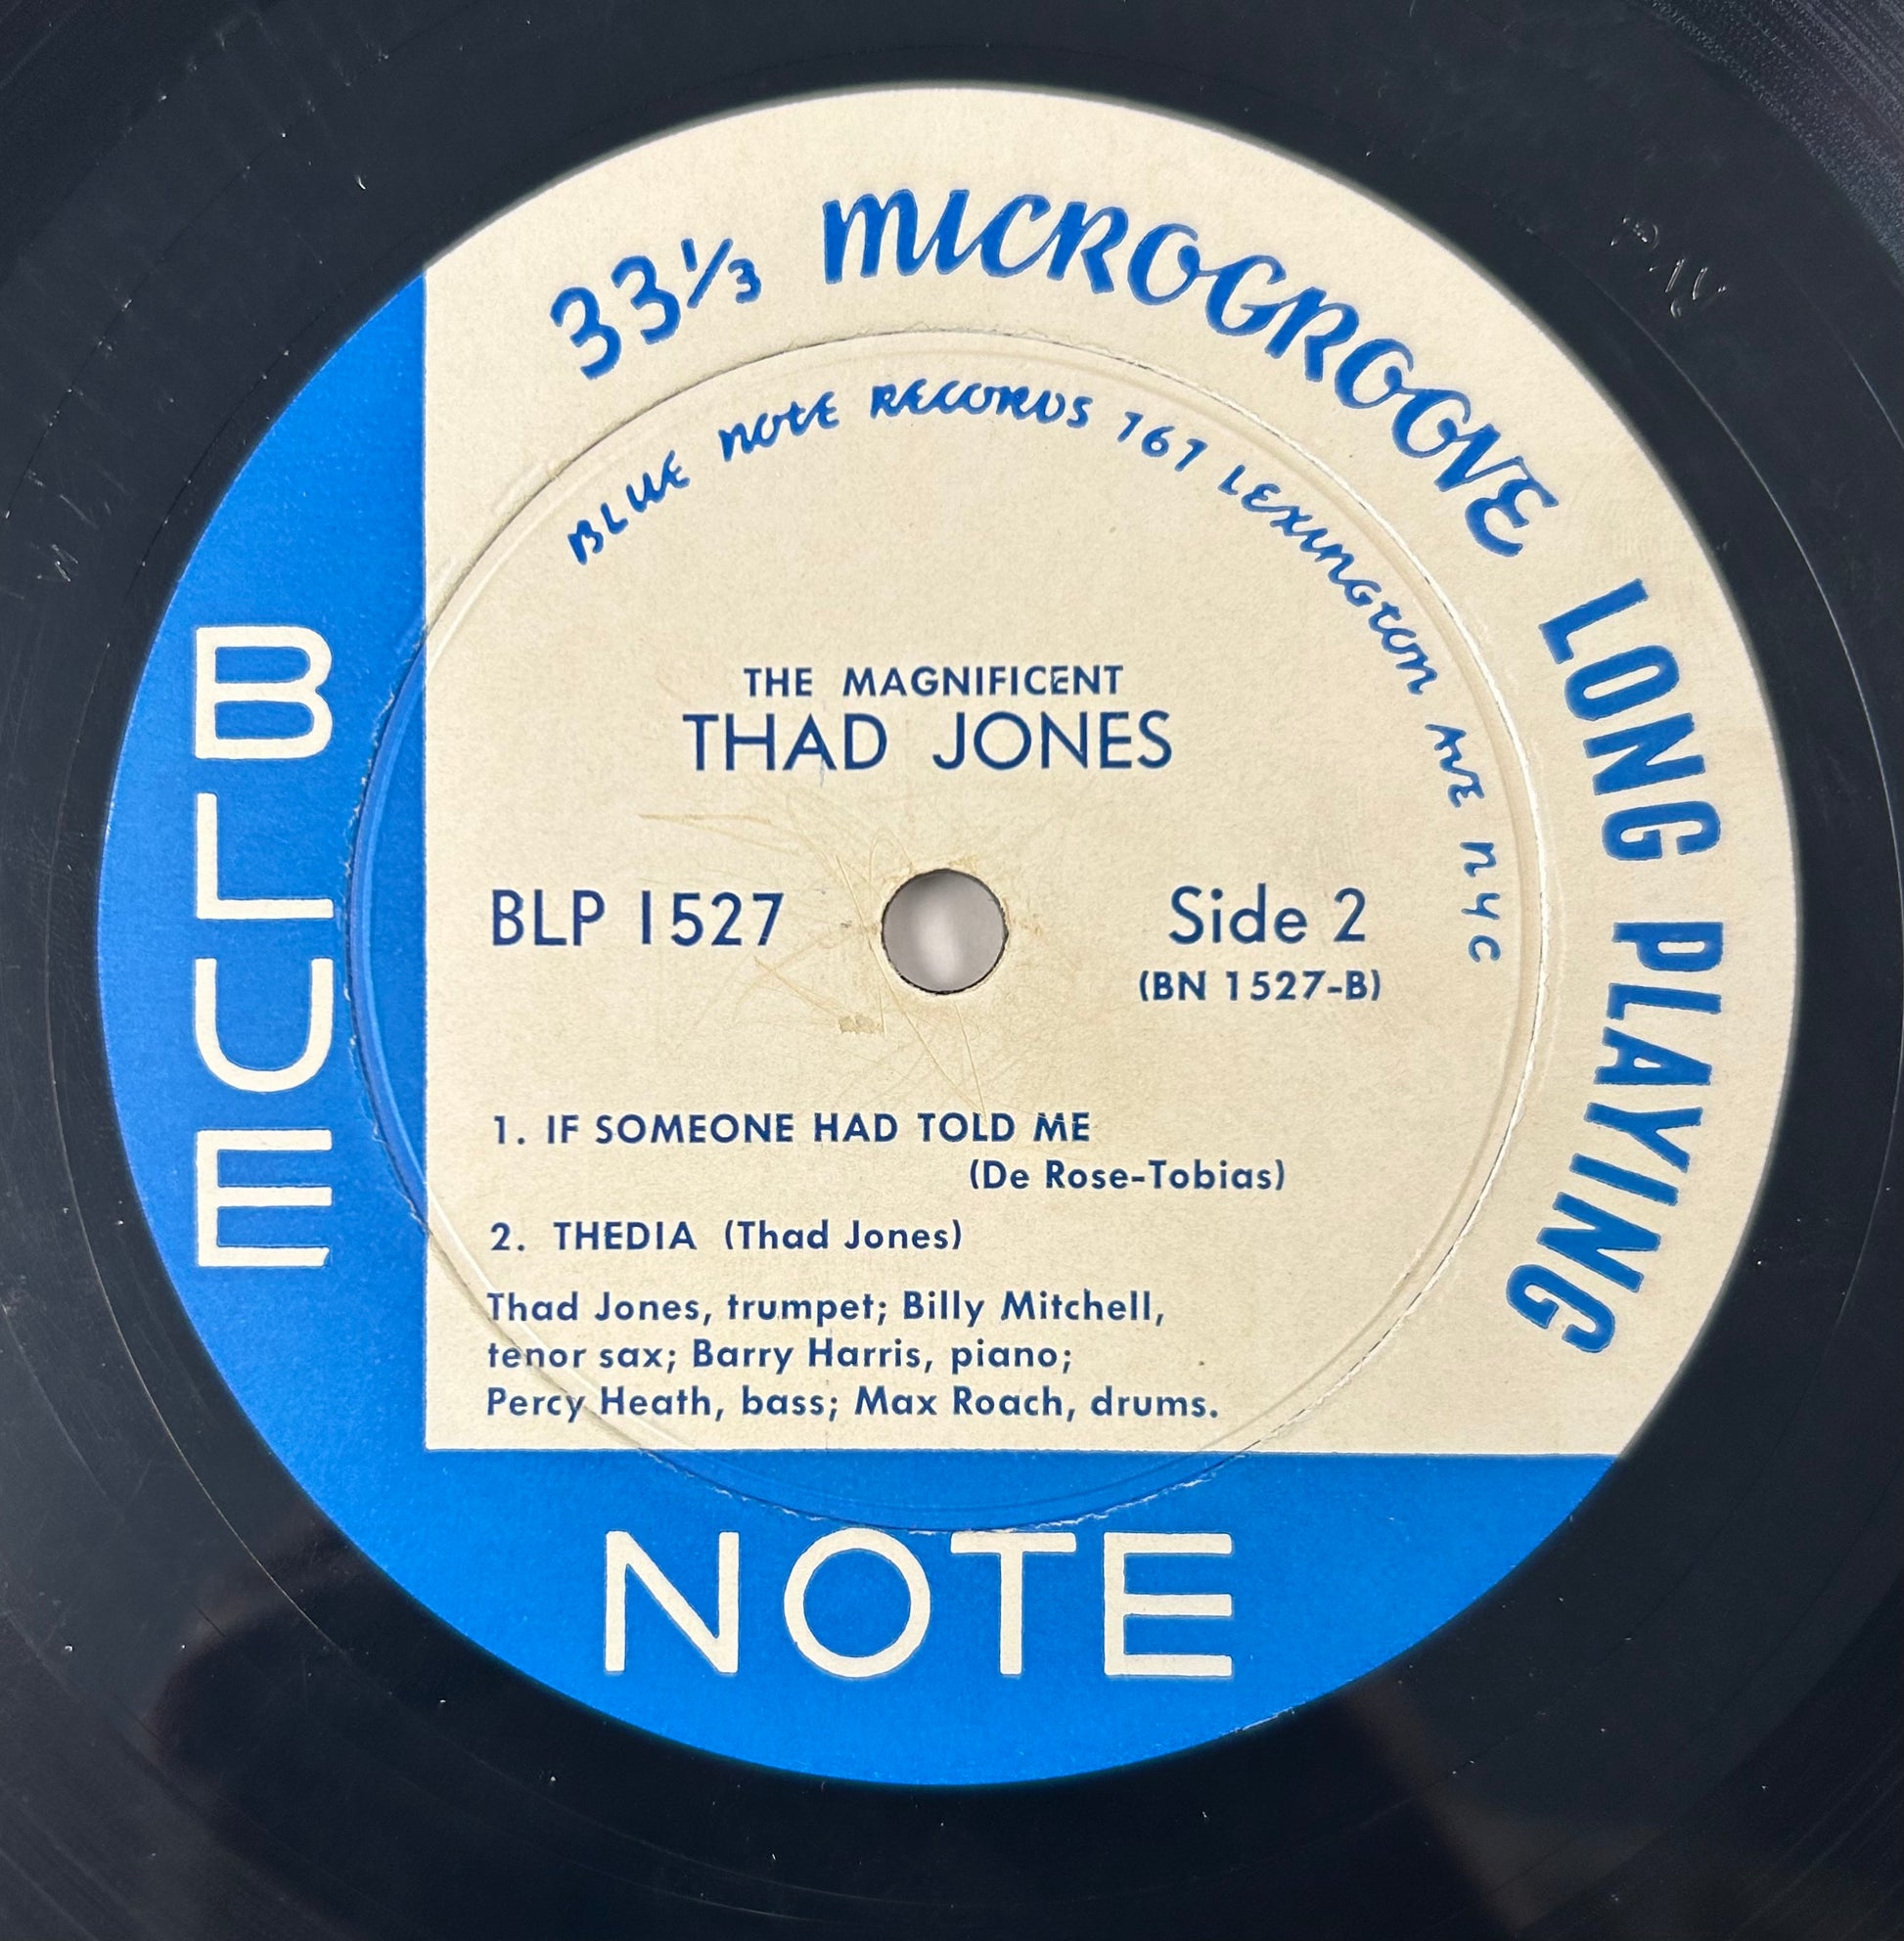 33⅓ MICROGROOVE LONG PLAYING
BLUE NOTE RECORDS 767 LEXINGTON AVE NYC
THE MAGNIFICENT
THAD JONES
BLP 1527
Side 2
(BN 1527-B)
1. IF SOMEONE HAD TOLD ME
(De Rose-Tobias)
2. THEDIA (Thad Jones)
Thad Jones, trumpet; Billy Mitchell,
tenor sax; Barry Harris, piano;
Percy Heath, bass; Max Roach, drums.
BLUE
NOTE